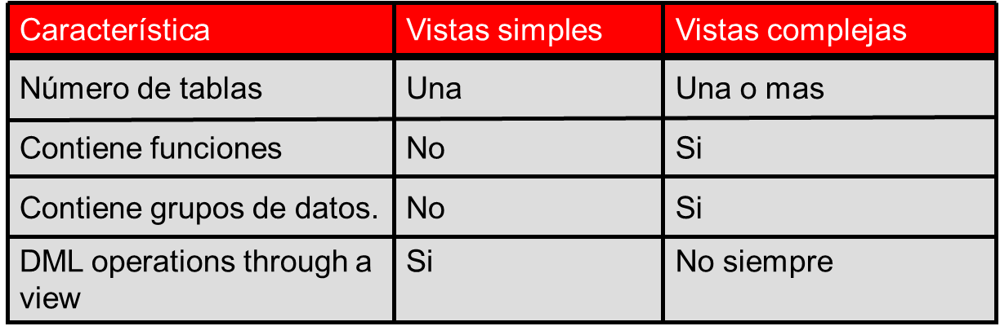 Característica Vistas simples Vistas complejas
Número de tablas Una Una o mas
Contiene funciones No Si
Contiene grupos de datos. No Si
DML operations through a Si No siempre
view